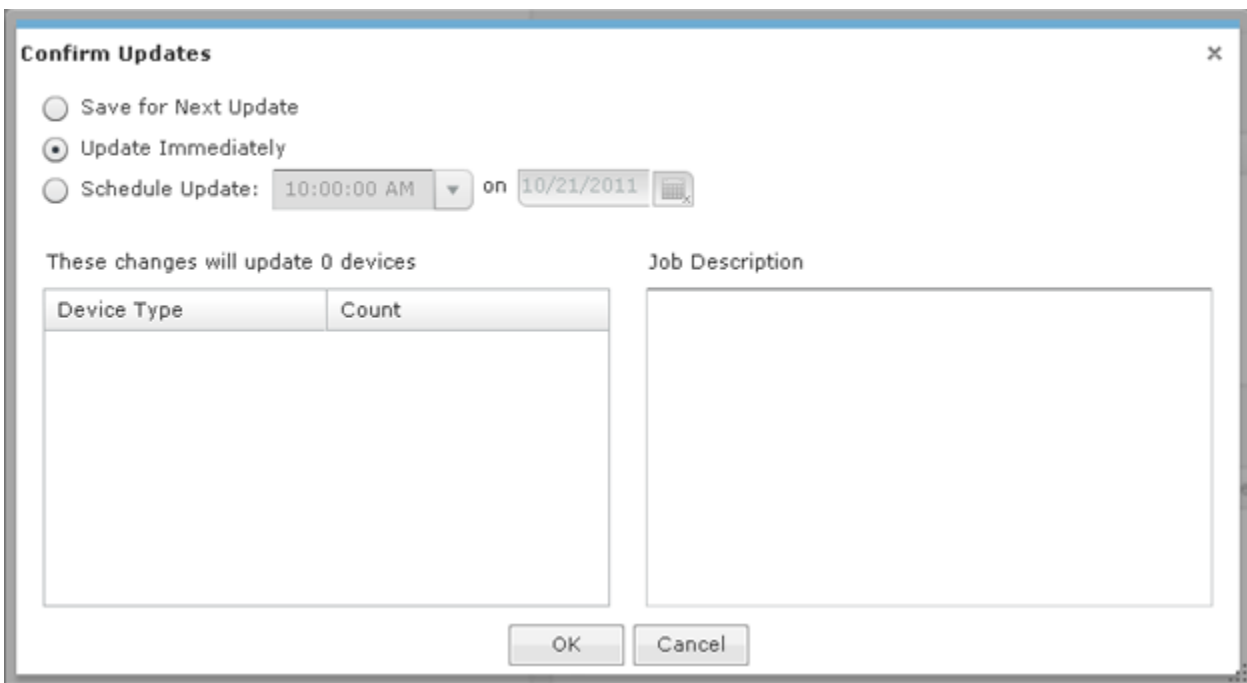 Confirm Updates
Save for Next Update
Update Immediately
Schedule Update: 10:00:00 AM on 10/21/2011
These changes will update 0 devices
Job Description
Device Type Count
OK Cancel